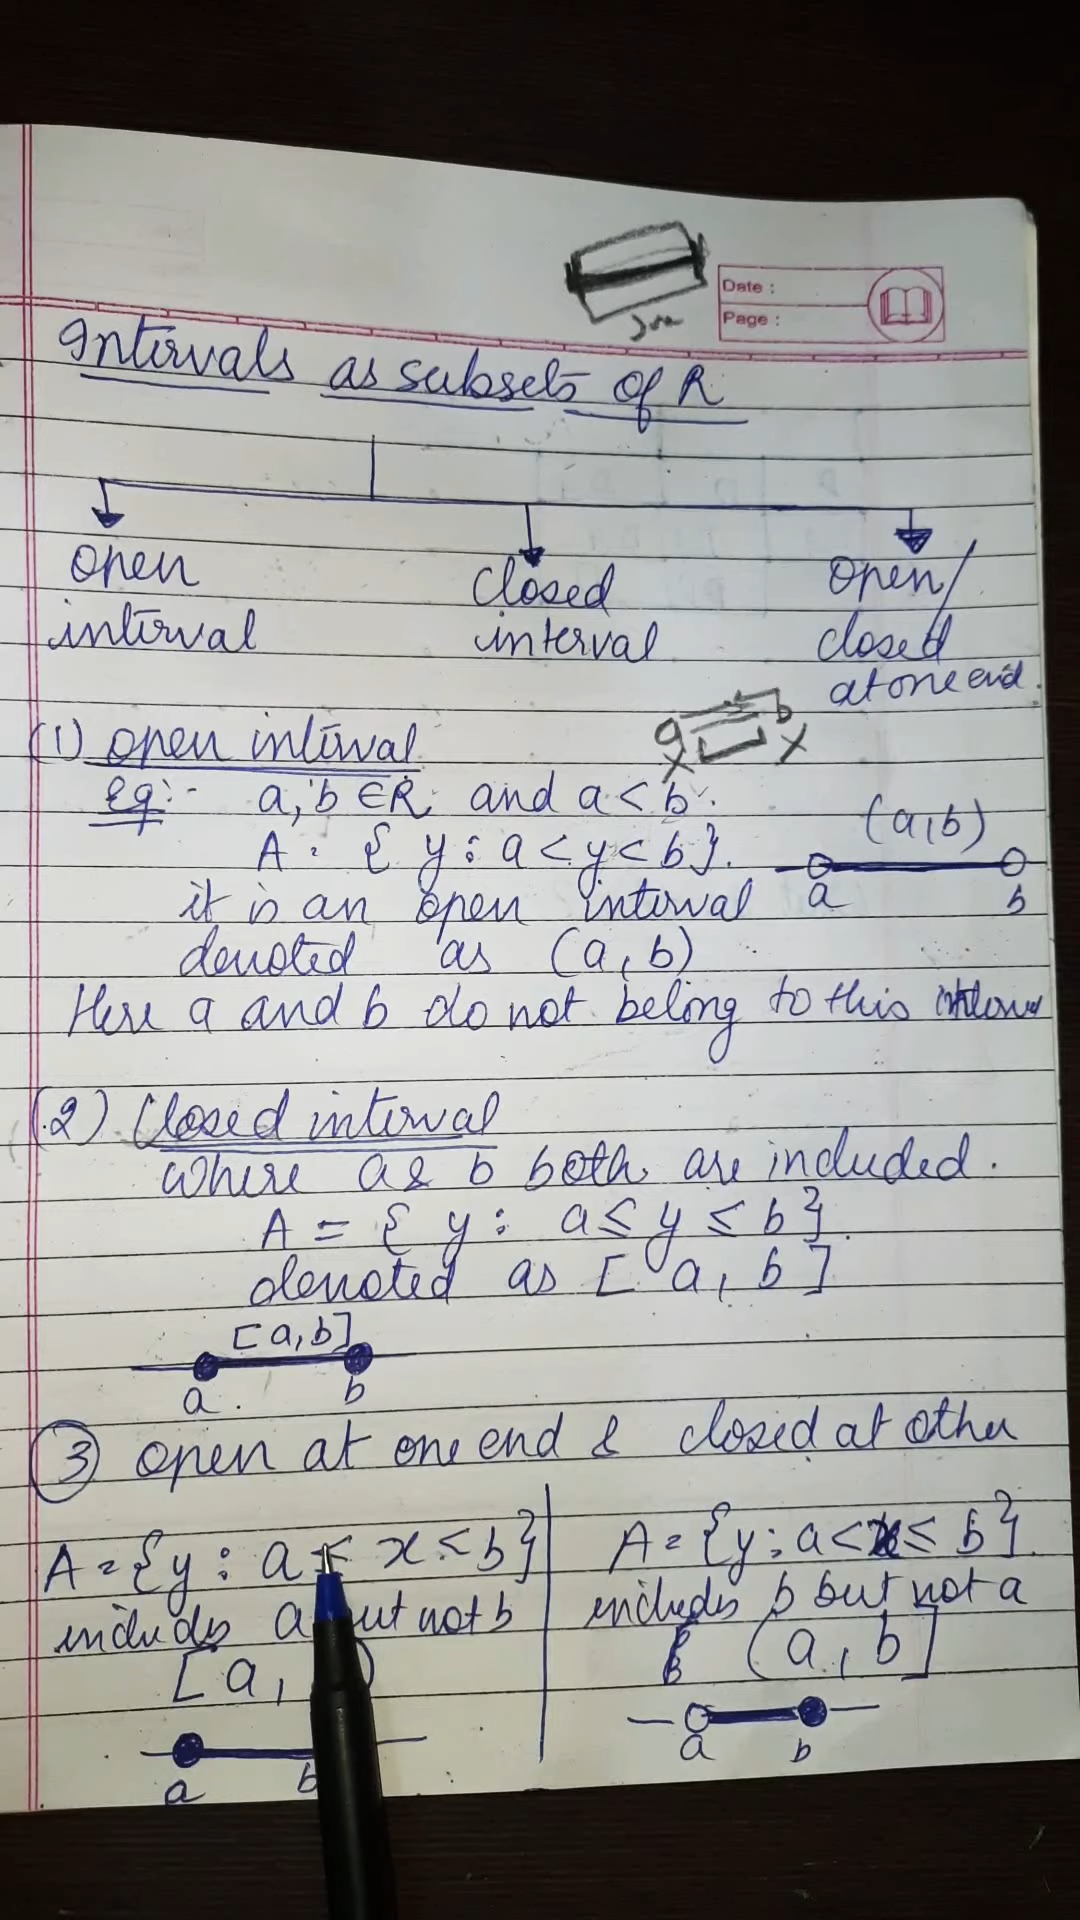 Date :
Page :
Intervals as subsets of R
open interval
Closed interval
open/closed at one end.
(1) open interval
a b
x x
Eg:- a, b ∈ R and a < b.
A = { y : a < y < b }.
(a, b)
a b
it is an open interval
denoted as (a, b)
Here a and b do not belong to this interval
(2) Closed interval
where a & b both are included.
A = { y : a ≤ y ≤ b }.
denoted as [ a, b ]
[a, b]
a. b
③ open at one end & closed at other
A = {y : a ≤ x < b}
includes a but not b
[a, )
a b
A = {y : a < x ≤ b}.
includes b but not a
(a, b]
a b